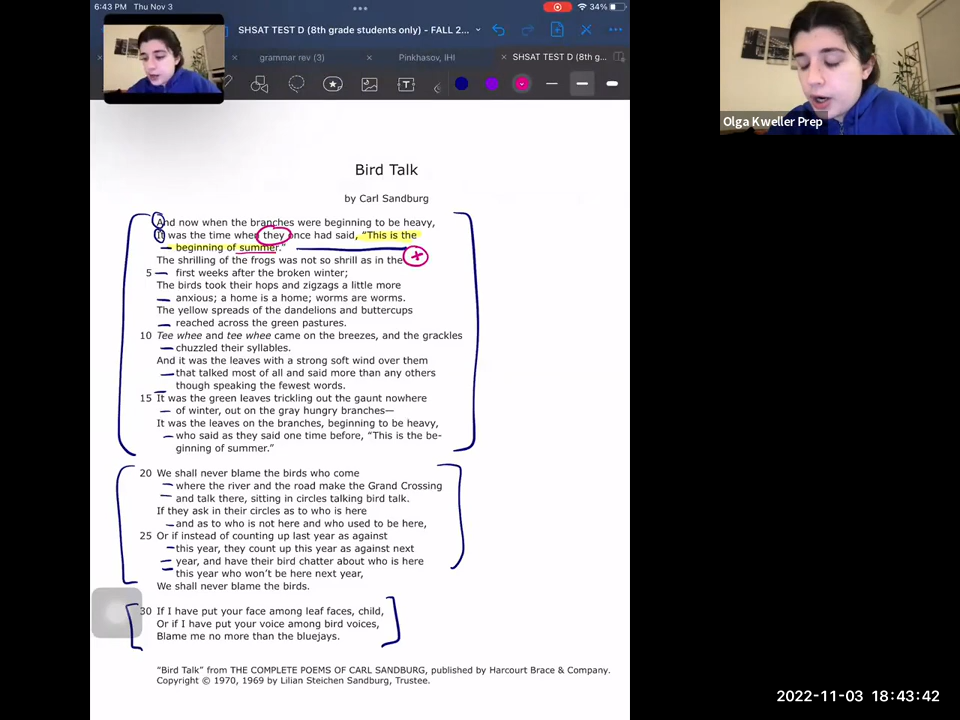 6:43 PM Thu Nov 3
34%
SHSAT TEST D (8th grade students only) - FALL 2...
grammar rev (3)
Pinkhasov, IHI
SHSAT TEST D (8th g...
Olga Kweller Prep
Bird Talk
by Carl Sandburg
And now when the branches were beginning to be heavy,
It was the time when they once had said, “This is the
beginning of summer.”
The shrilling of the frogs was not so shrill as in the
5 first weeks after the broken winter;
The birds took their hops and zigzags a little more
anxious; a home is a home; worms are worms.
The yellow spreads of the dandelions and buttercups
reached across the green pastures.
10 Tee whee and tee whee came on the breezes, and the grackles
chuzzled their syllables.
And it was the leaves with a strong soft wind over them
that talked most of all and said more than any others
though speaking the fewest words.
15 It was the green leaves trickling out the gaunt nowhere
of winter, out on the gray hungry branches—
It was the leaves on the branches, beginning to be heavy,
who said as they said one time before, “This is the be-
ginning of summer.”
20 We shall never blame the birds who come
where the river and the road make the Grand Crossing
and talk there, sitting in circles talking bird talk.
If they ask in their circles as to who is here
and as to who is not here and who used to be here,
25 Or if instead of counting up last year as against
this year, they count up this year as against next
year, and have their bird chatter about who is here
this year who won’t be here next year,
We shall never blame the birds.
30 If I have put your face among leaf faces, child,
Or if I have put your voice among bird voices,
Blame me no more than the bluejays.
“Bird Talk” from THE COMPLETE POEMS OF CARL SANDBURG, published by Harcourt Brace & Company.
Copyright © 1970, 1969 by Lilian Steichen Sandburg, Trustee.
2022-11-03 18:43:42